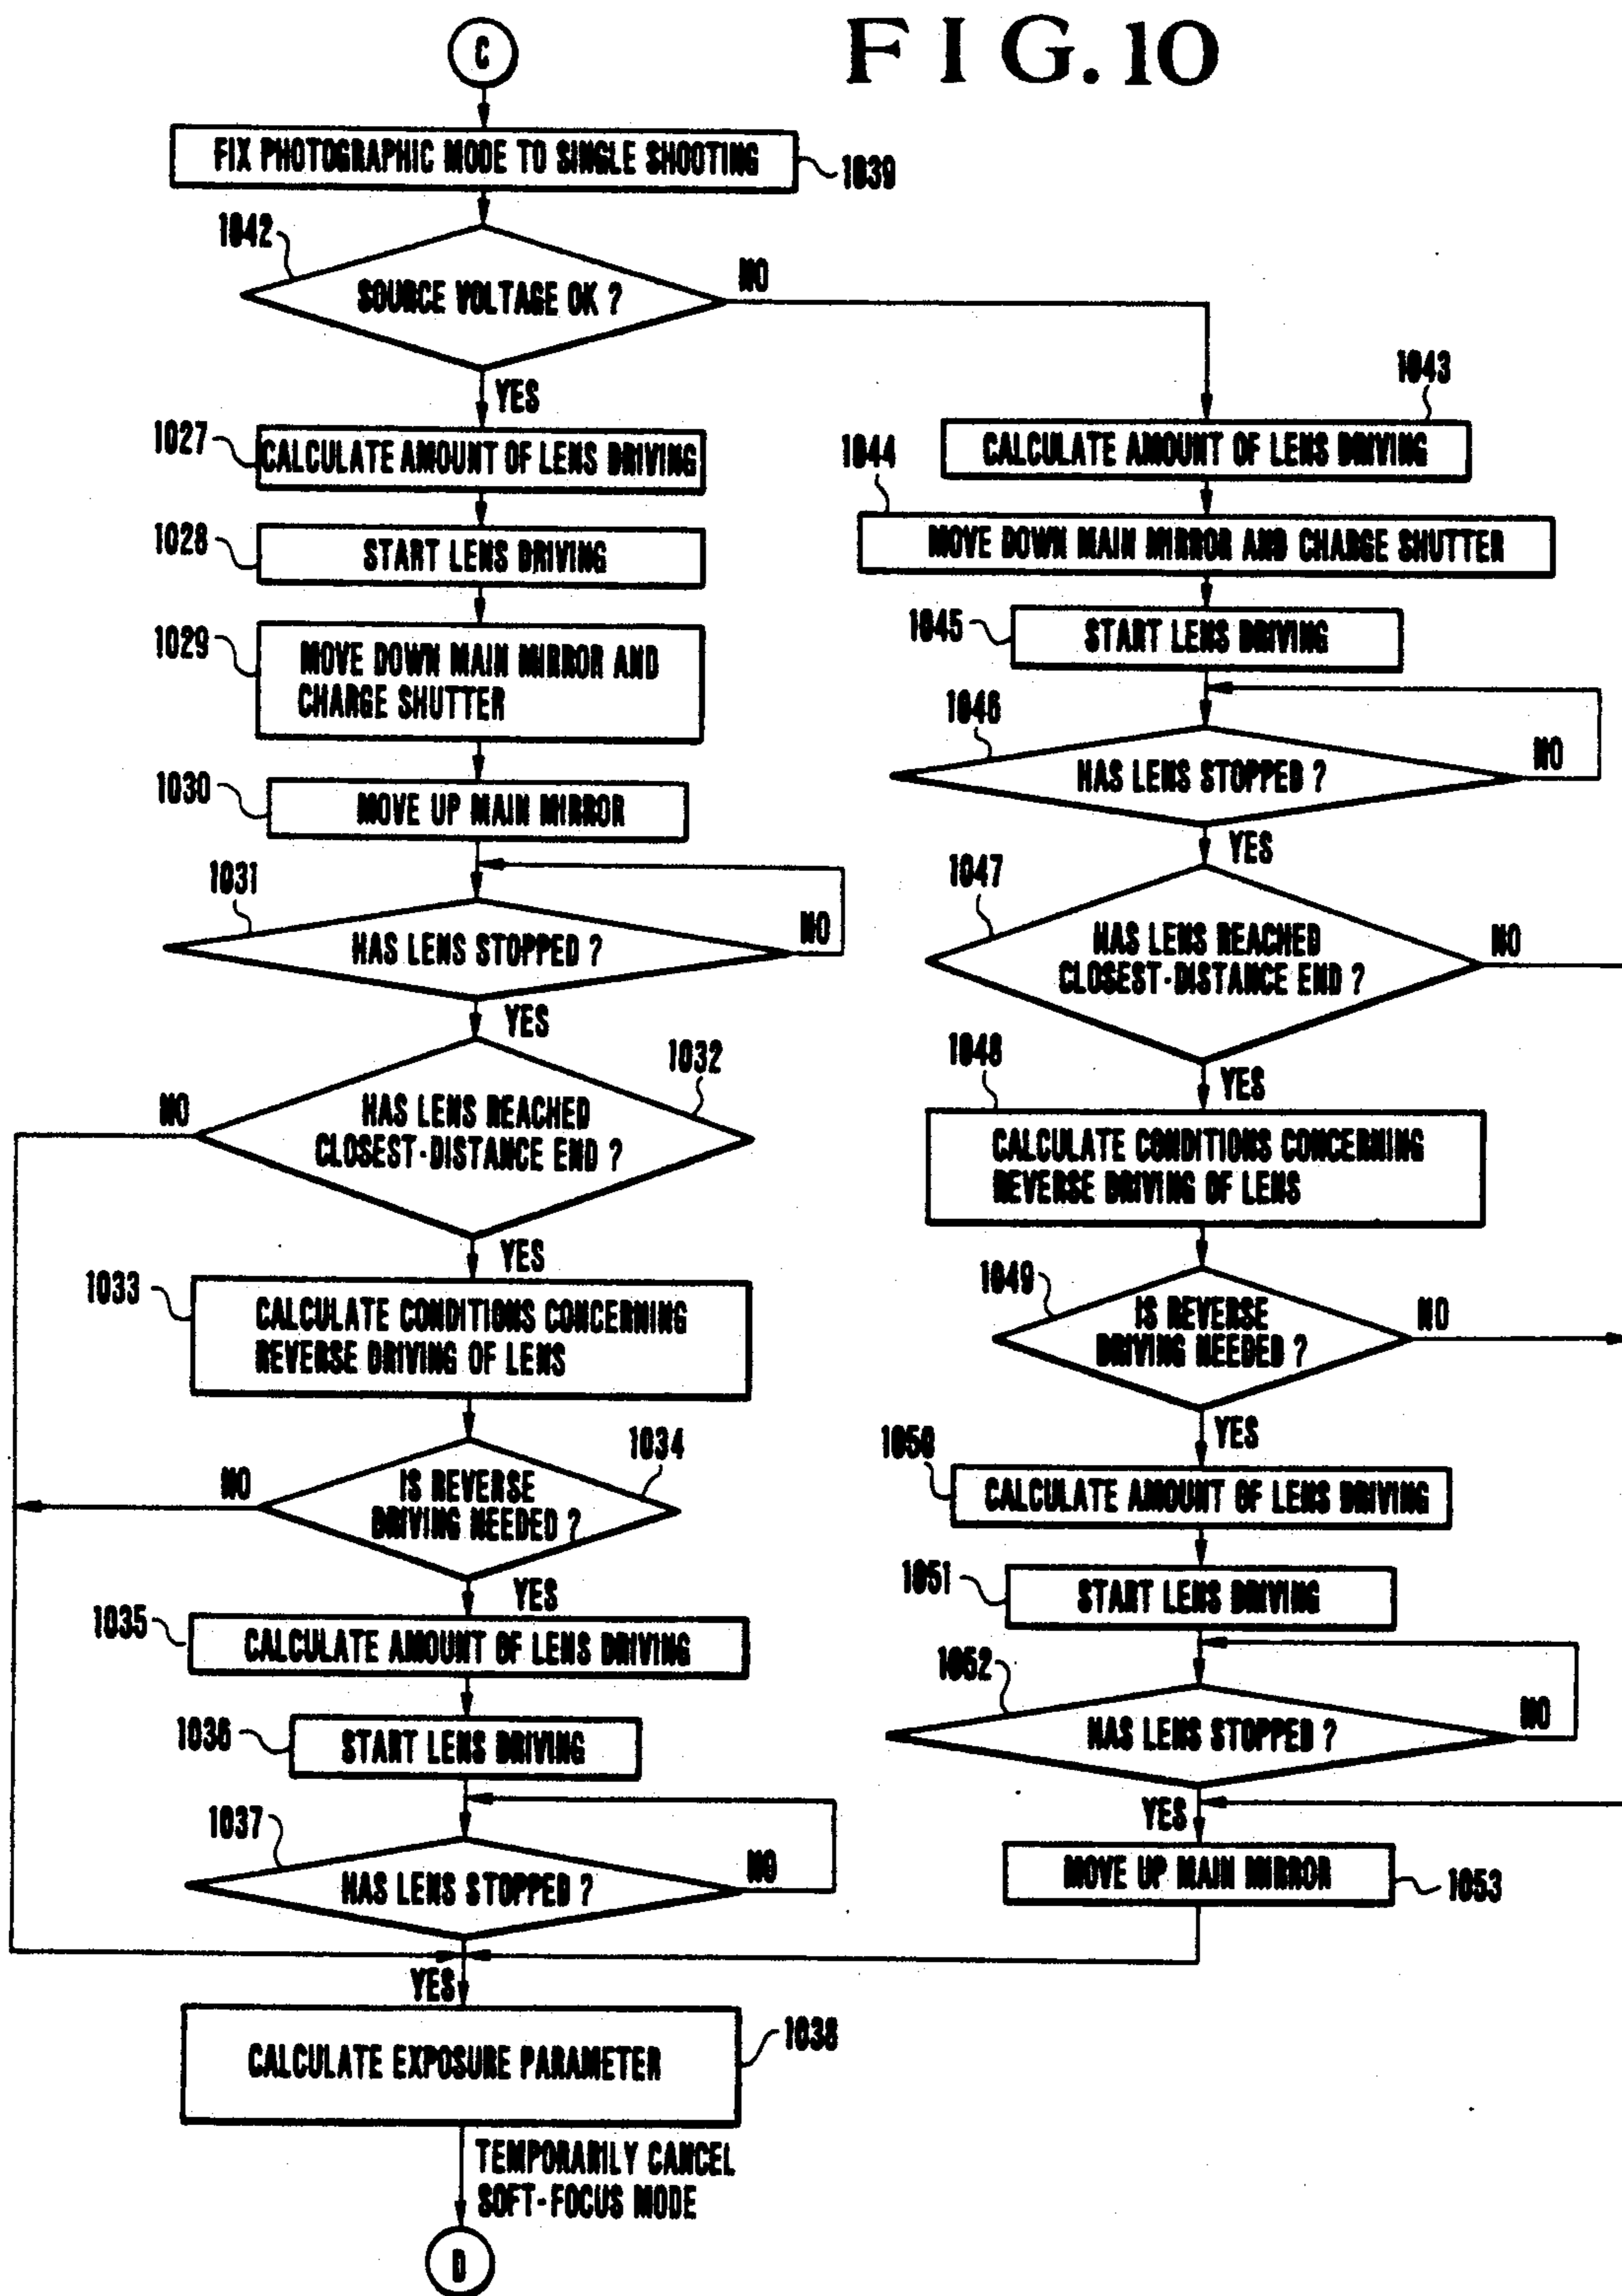 FIG. 10
C
FIX PHOTOGRAPHIC MODE TO SINGLE SHOOTING
1039
1042
SOURCE VOLTAGE OK ?
NO
YES
1027
CALCULATE AMOUNT OF LENS DRIVING
1028
START LENS DRIVING
1029
MOVE DOWN MAIN MIRROR AND
CHARGE SHUTTER
1030
MOVE UP MAIN MIRROR
1031
HAS LENS STOPPED ?
NO
YES
1032
HAS LENS REACHED
CLOSEST-DISTANCE END ?
NO
YES
1033
CALCULATE CONDITIONS CONCERNING
REVERSE DRIVING OF LENS
1034
IS REVERSE
DRIVING NEEDED ?
NO
YES
1035
CALCULATE AMOUNT OF LENS DRIVING
1036
START LENS DRIVING
1037
HAS LENS STOPPED ?
NO
YES
1043
CALCULATE AMOUNT OF LENS DRIVING
1044
MOVE DOWN MAIN MIRROR AND CHARGE SHUTTER
1045
START LENS DRIVING
1046
HAS LENS STOPPED ?
NO
YES
1047
HAS LENS REACHED
CLOSEST-DISTANCE END ?
NO
YES
1048
CALCULATE CONDITIONS CONCERNING
REVERSE DRIVING OF LENS
1049
IS REVERSE
DRIVING NEEDED ?
NO
YES
1050
CALCULATE AMOUNT OF LENS DRIVING
1051
START LENS DRIVING
1052
HAS LENS STOPPED ?
NO
YES
MOVE UP MAIN MIRROR
1053
CALCULATE EXPOSURE PARAMETER
1038
TEMPORARILY CANCEL
SOFT-FOCUS MODE
D